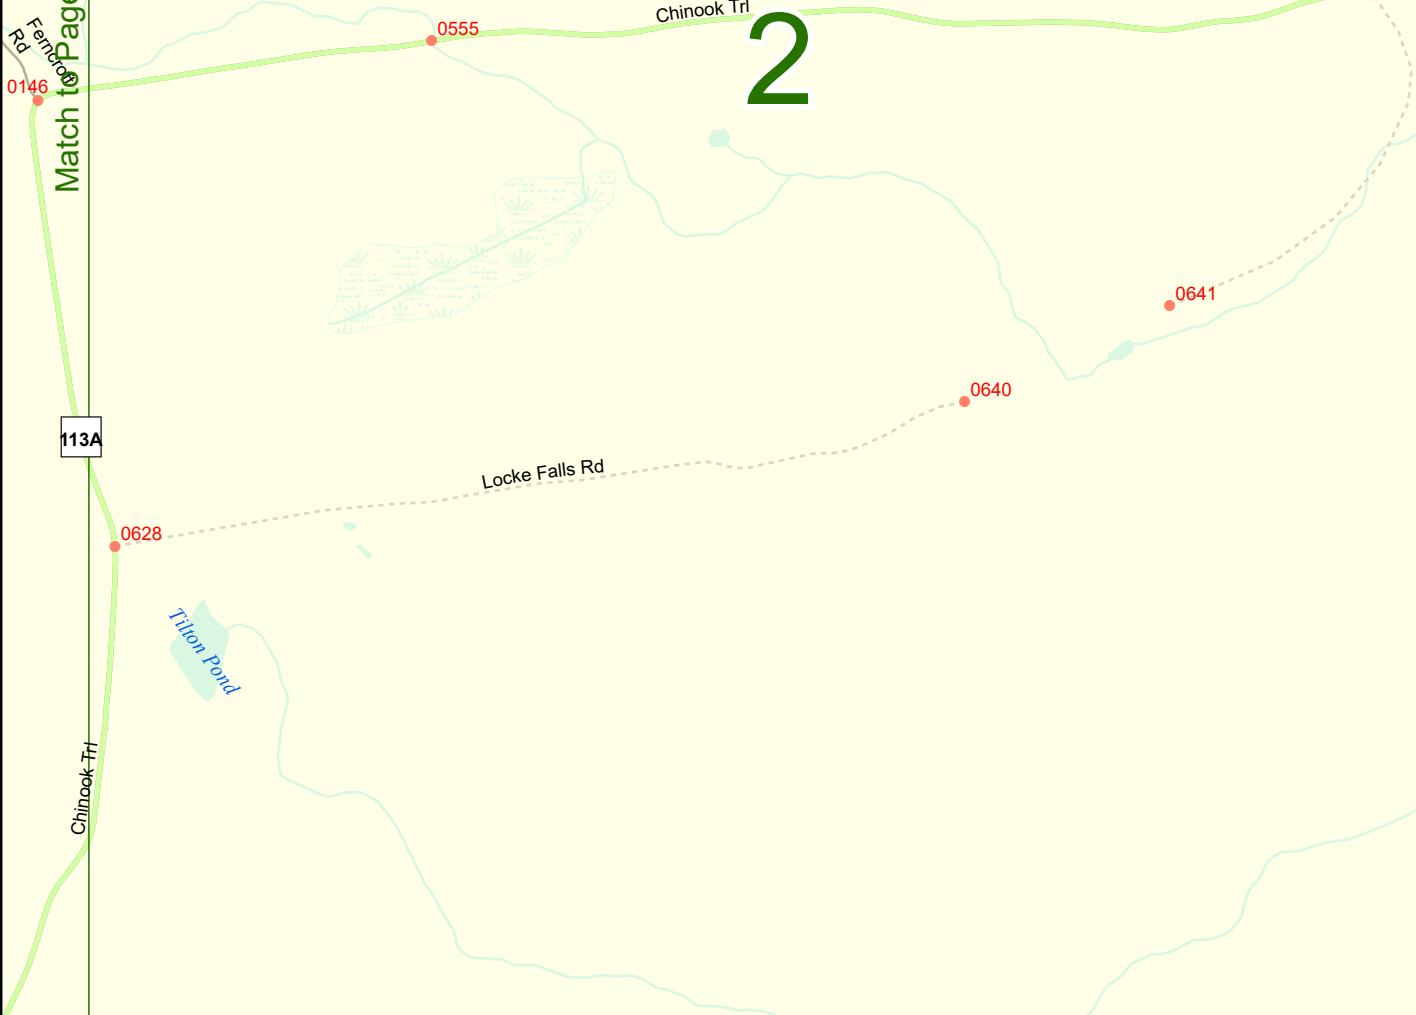 Chinook Trl
0555
2
Ferncroft
Rd
Match to Page
0146
0641
0640
113A
Locke Falls Rd
0628
Tilton Pond
Chinook Trl